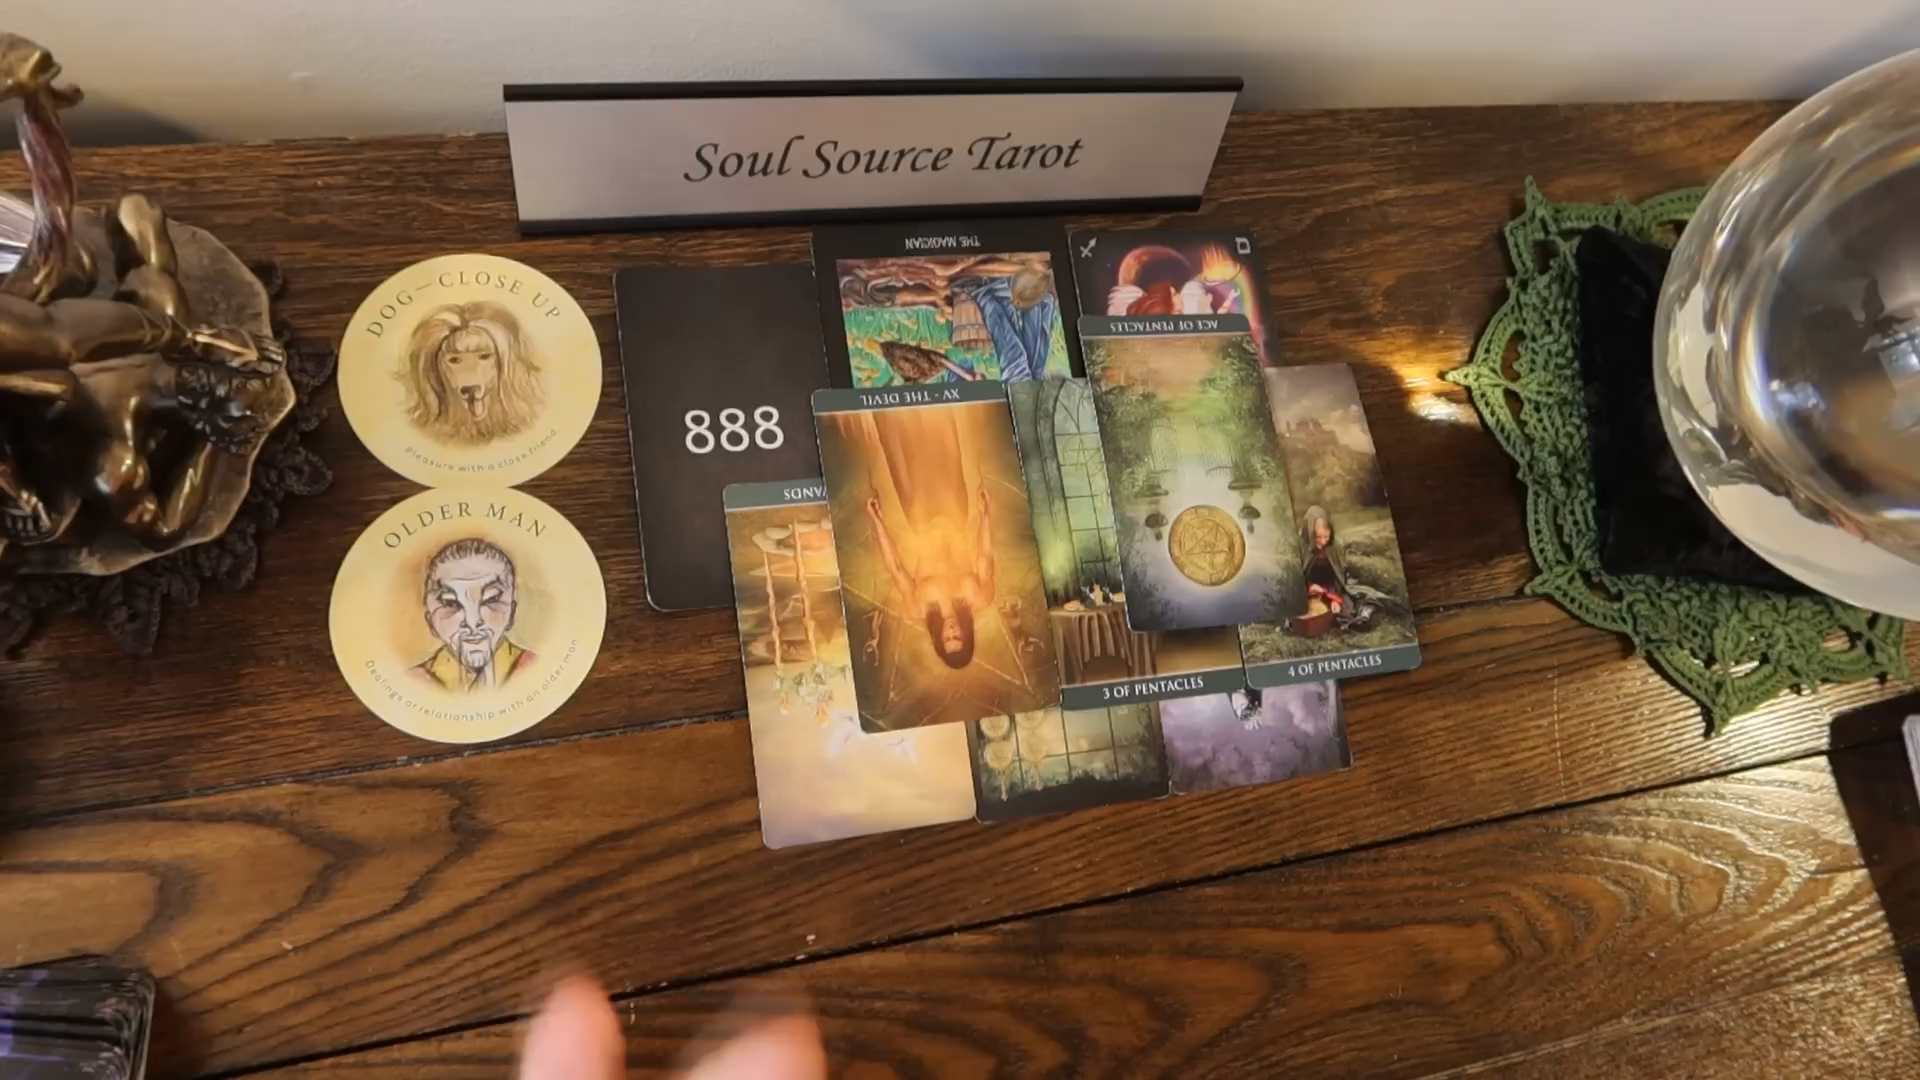 Soul Source Tarot
THE MAGICIAN
DOG—CLOSE UP
Pleasure with a close friend
ACE OF PENTACLES
888
XV - THE DEVIL
OLDER MAN
Dealings or relationship with an older man
3 OF PENTACLES
4 OF PENTACLES